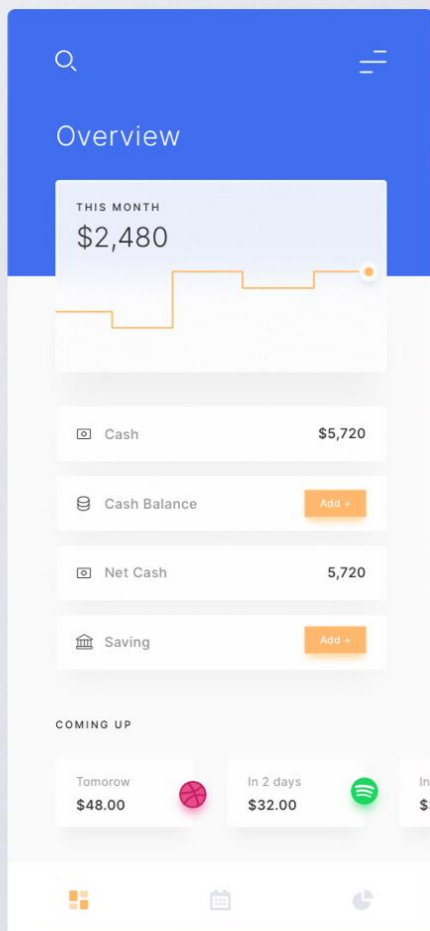 Overview
THIS MONTH
$2,480
Cash $5,720
Cash Balance Add +
Net Cash 5,720
Saving Add +
COMING UP
Tomorow In 2 days In
$48.00 $32.00 $